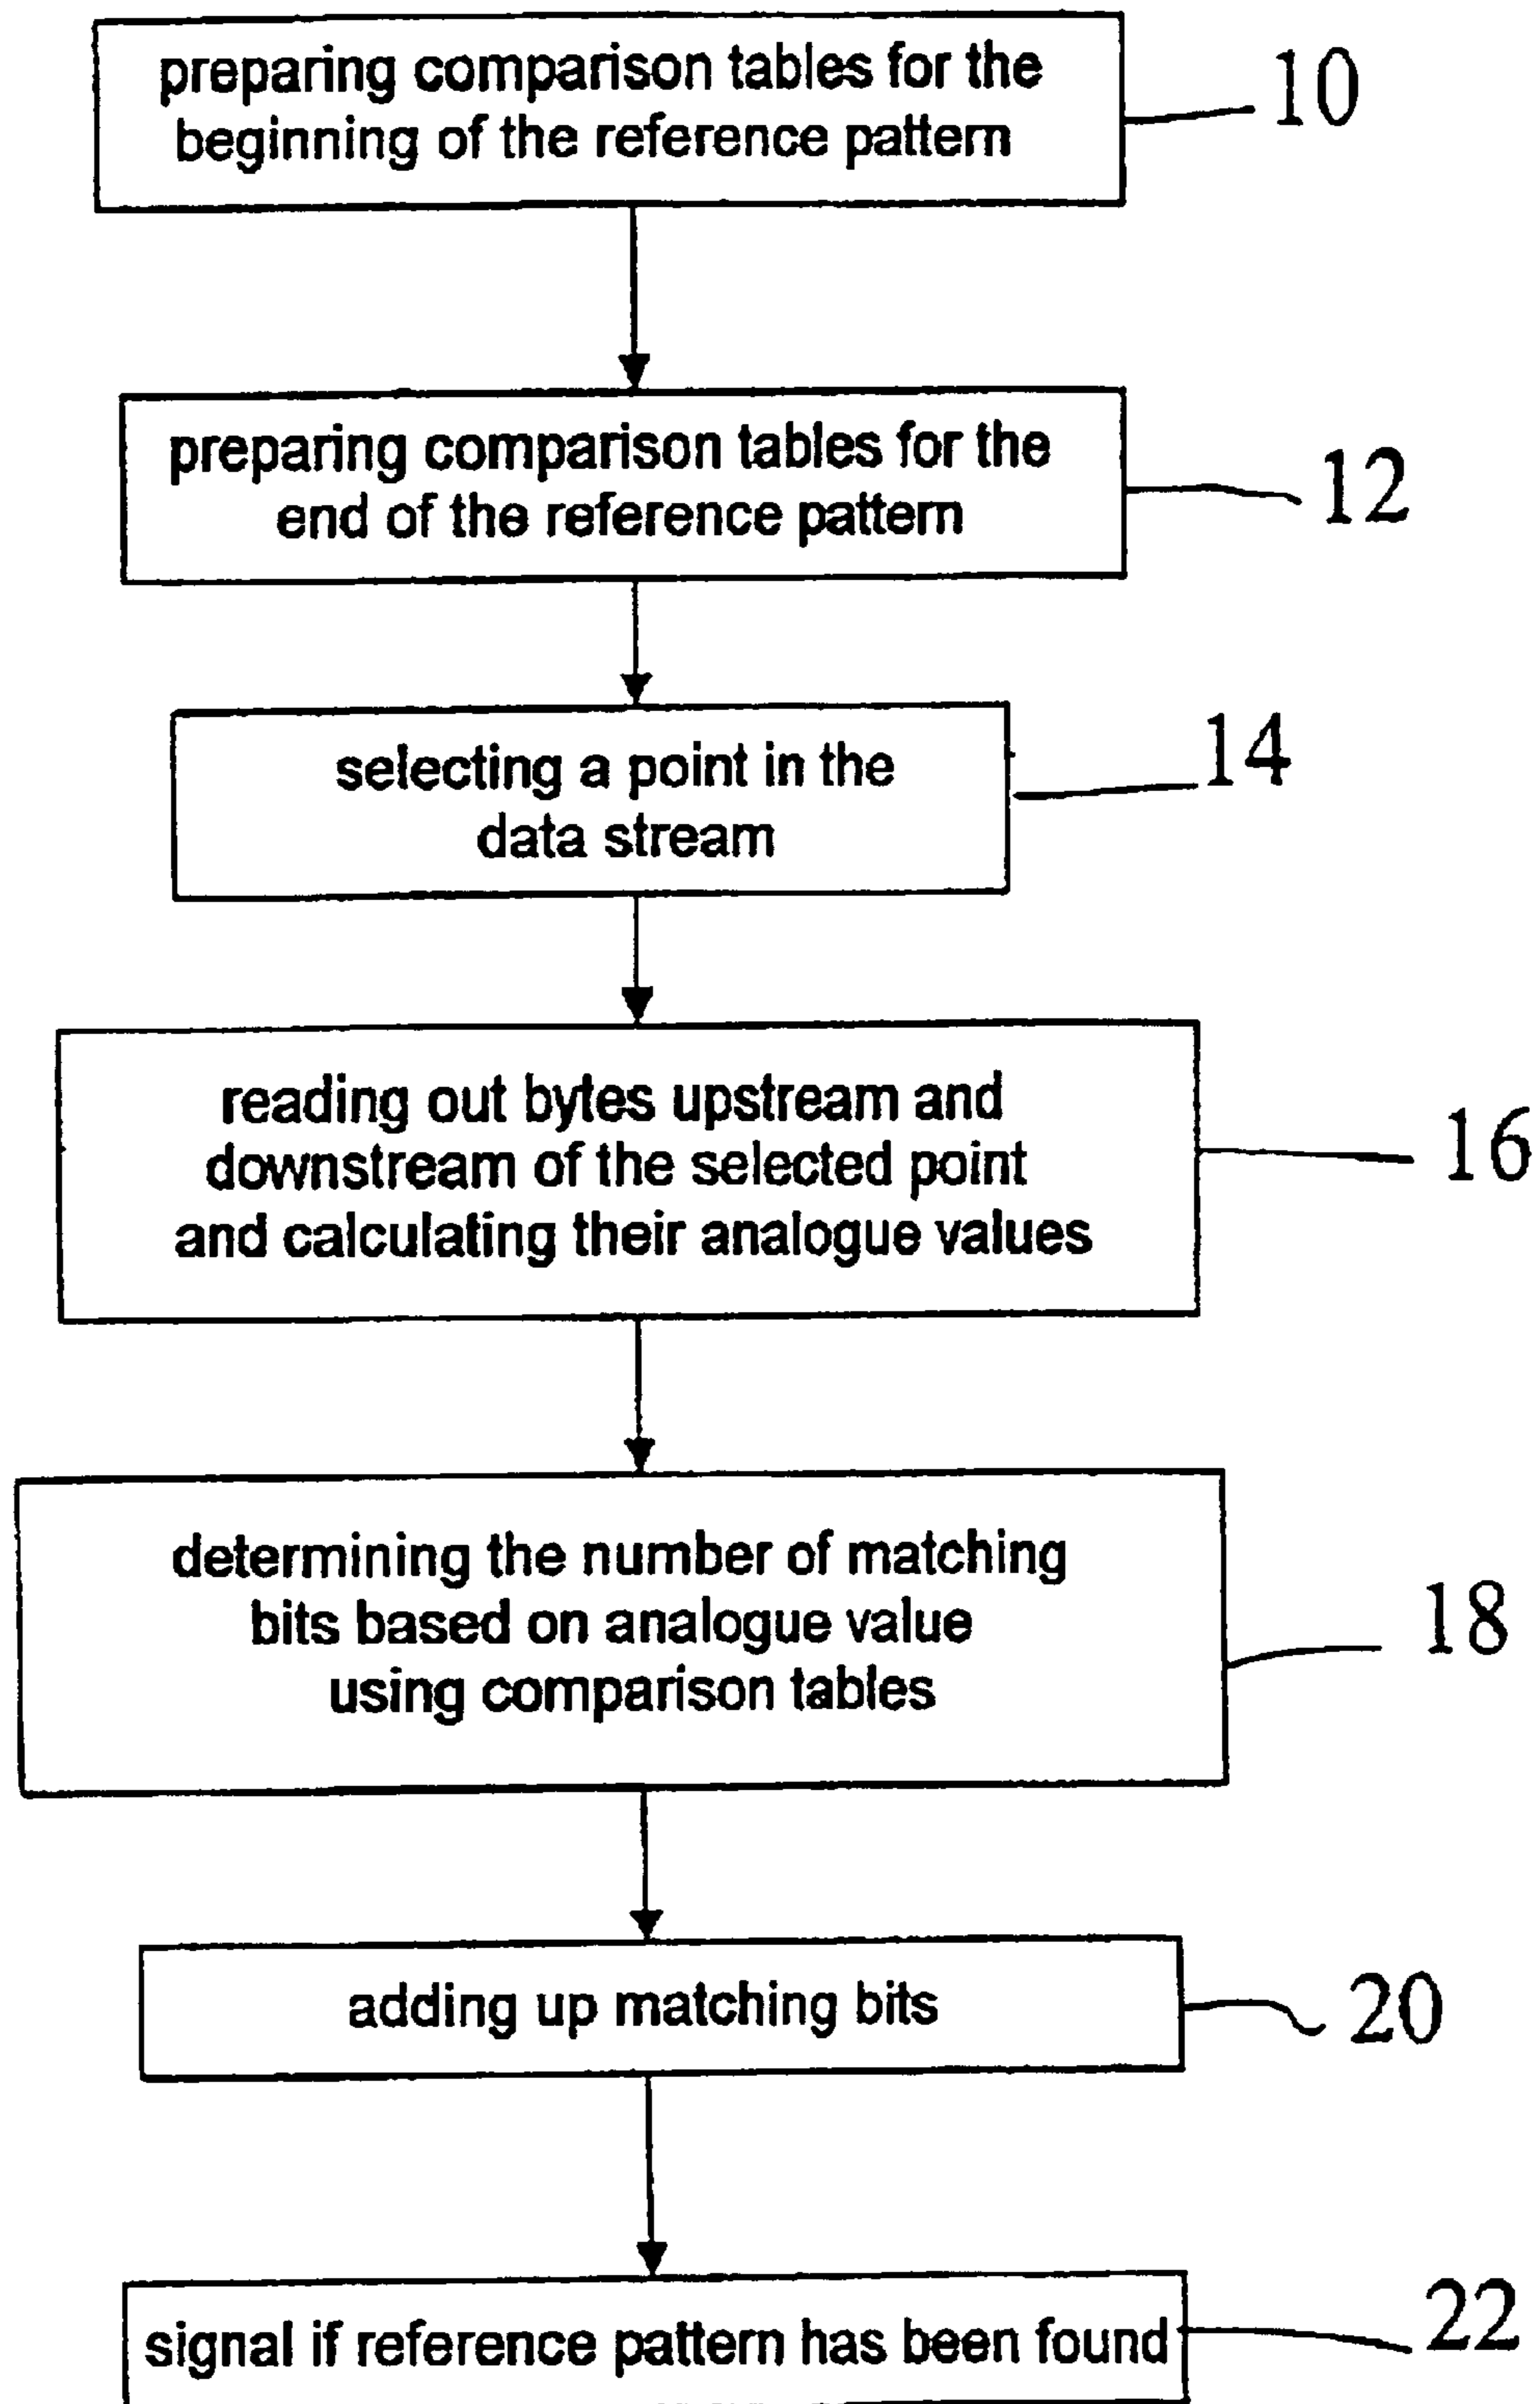 preparing comparison tables for the
beginning of the reference pattern
10
preparing comparison tables for the
end of the reference pattern
12
selecting a point in the
data stream
14
reading out bytes upstream and
downstream of the selected point
and calculating their analogue values
16
determining the number of matching
bits based on analogue value
using comparison tables
18
adding up matching bits
20
signal if reference pattern has been found
22